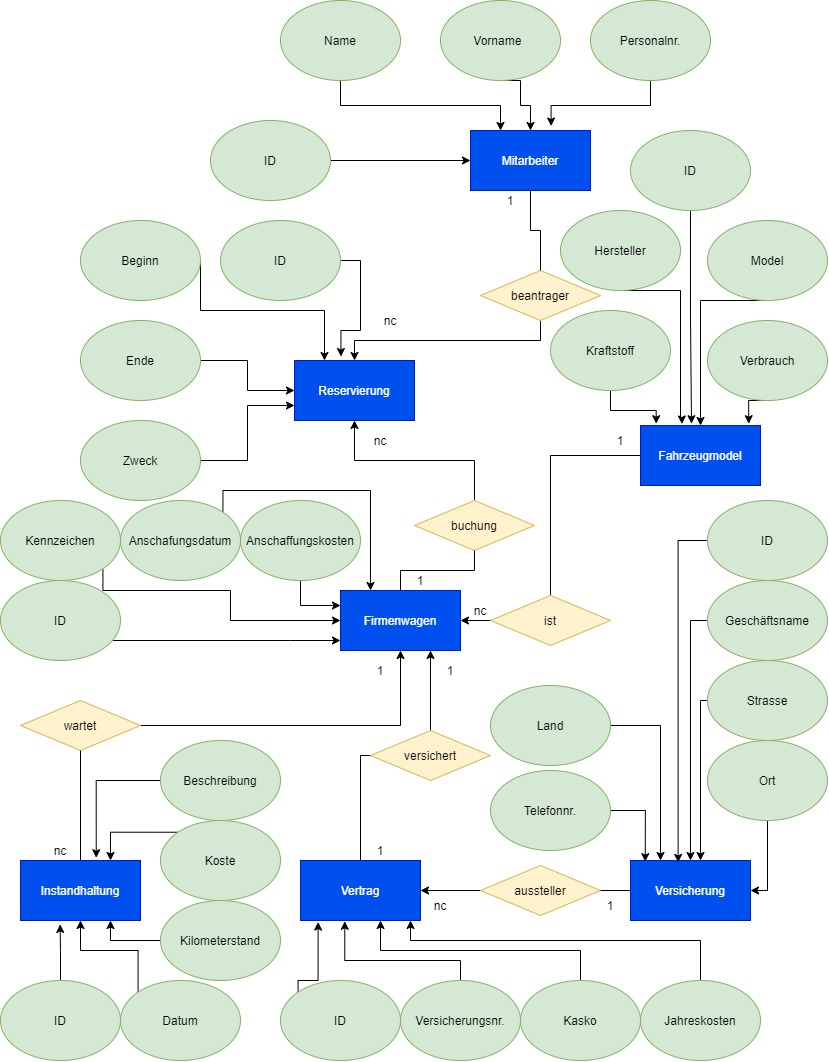 Name
Vorname
Personalnr.
ID
Mitarbeiter
ID
1
Beginn
ID
Hersteller
Model
beantrager
nc
Ende
Kraftstoff
Verbrauch
Reservierung
nc
1
Fahrzeugmodel
Zweck
buchung
Kennzeichen
Anschafungsdatum
Anschaffungskosten
ID
1
nc
ID
Firmenwagen
ist
Geschäftsname
1
1
Strasse
wartet
Land
versichert
Beschreibung
Ort
Telefonnr.
nc
Koste
1
Instandhaltung
Vertrag
aussteller
Versicherung
nc
1
Kilometerstand
ID
Datum
ID
Versicherungsnr.
Kasko
Jahreskosten